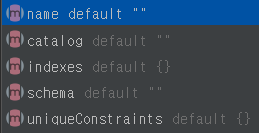 name default ""
catalog default ""
indexes default {}
schema default ""
uniqueConstraints default {}